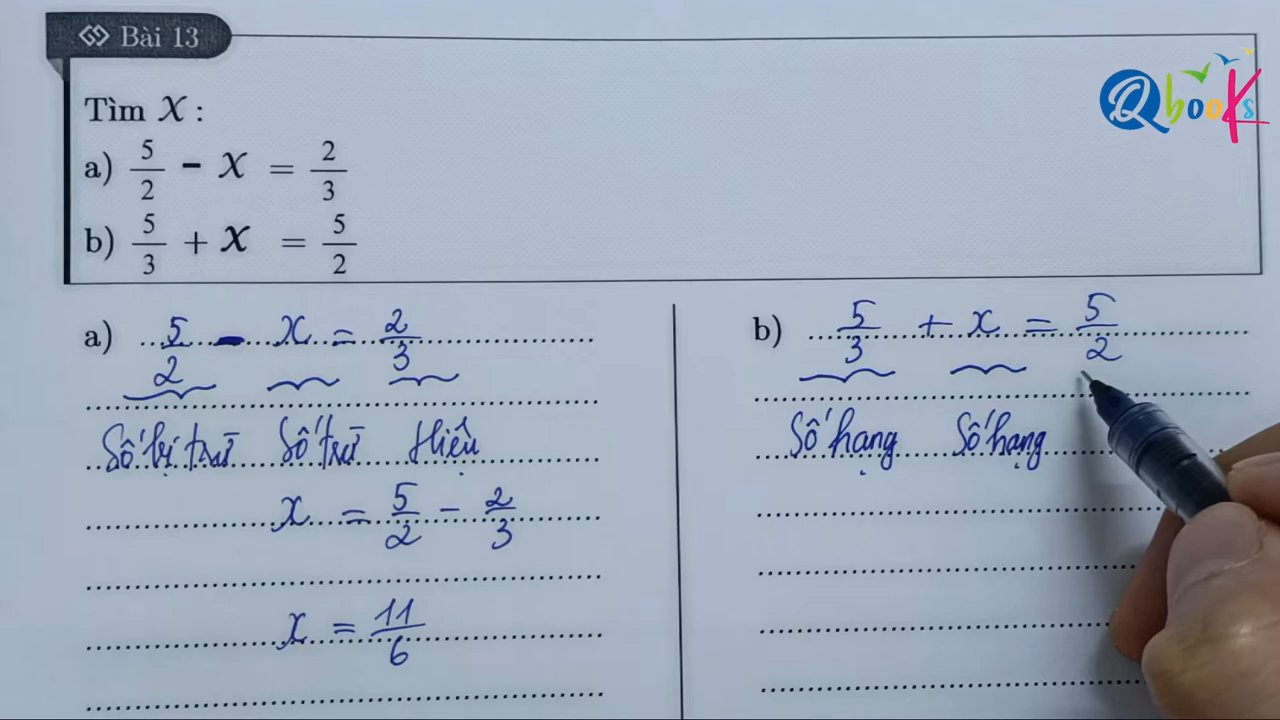 Bài 13
Qbooks
Tìm X :
a) 5/2 - X = 2/3
b) 5/3 + X = 5/2
a) 5/2 - x = 2/3
Số bị trừ Số trừ Hiệu
x = 5/2 - 2/3
x = 11/6
b) 5/3 + x = 5/2
Số hạng Số hạng